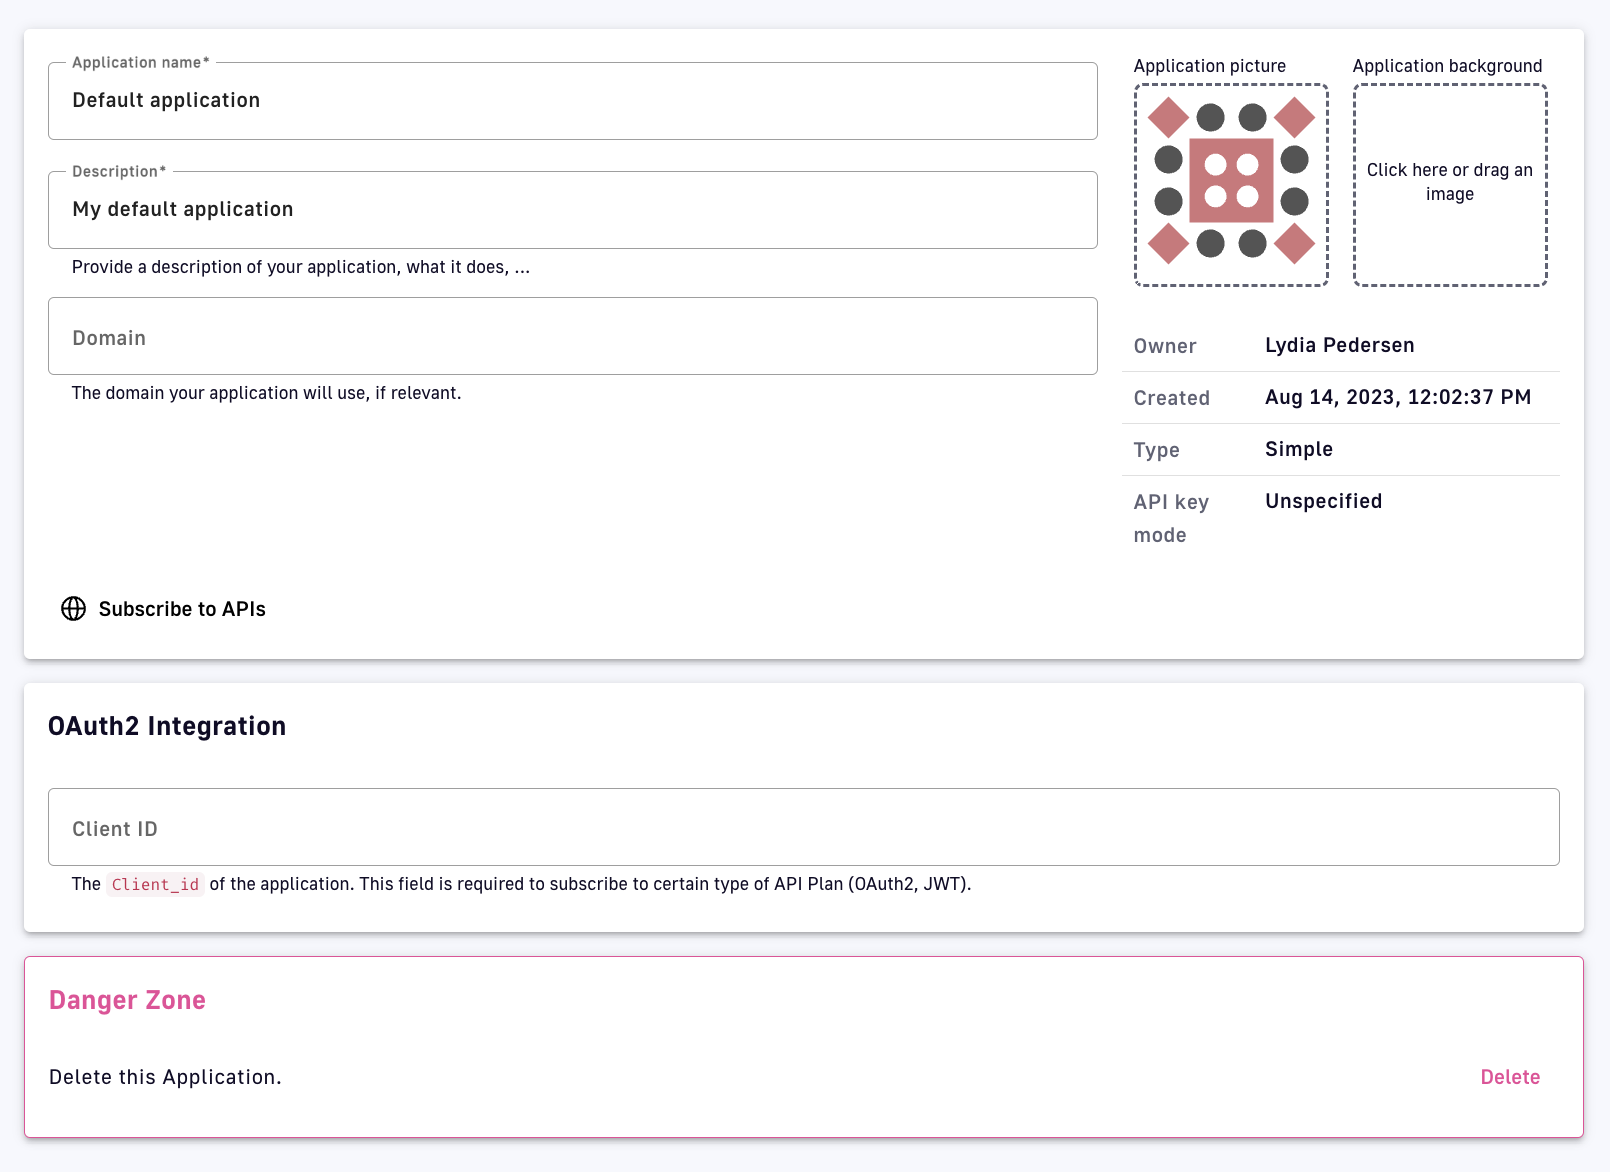 Application name*
Default application
Description*
My default application
Provide a description of your application, what it does, ...
Domain
The domain your application will use, if relevant.
Application picture
Application background
Click here or drag an
image
Owner Lydia Pedersen
Created Aug 14, 2023, 12:02:37 PM
Type Simple
API key Unspecified
mode
Subscribe to APIs
OAuth2 Integration
Client ID
The Client_id of the application. This field is required to subscribe to certain type of API Plan (OAuth2, JWT).
Danger Zone
Delete this Application. Delete